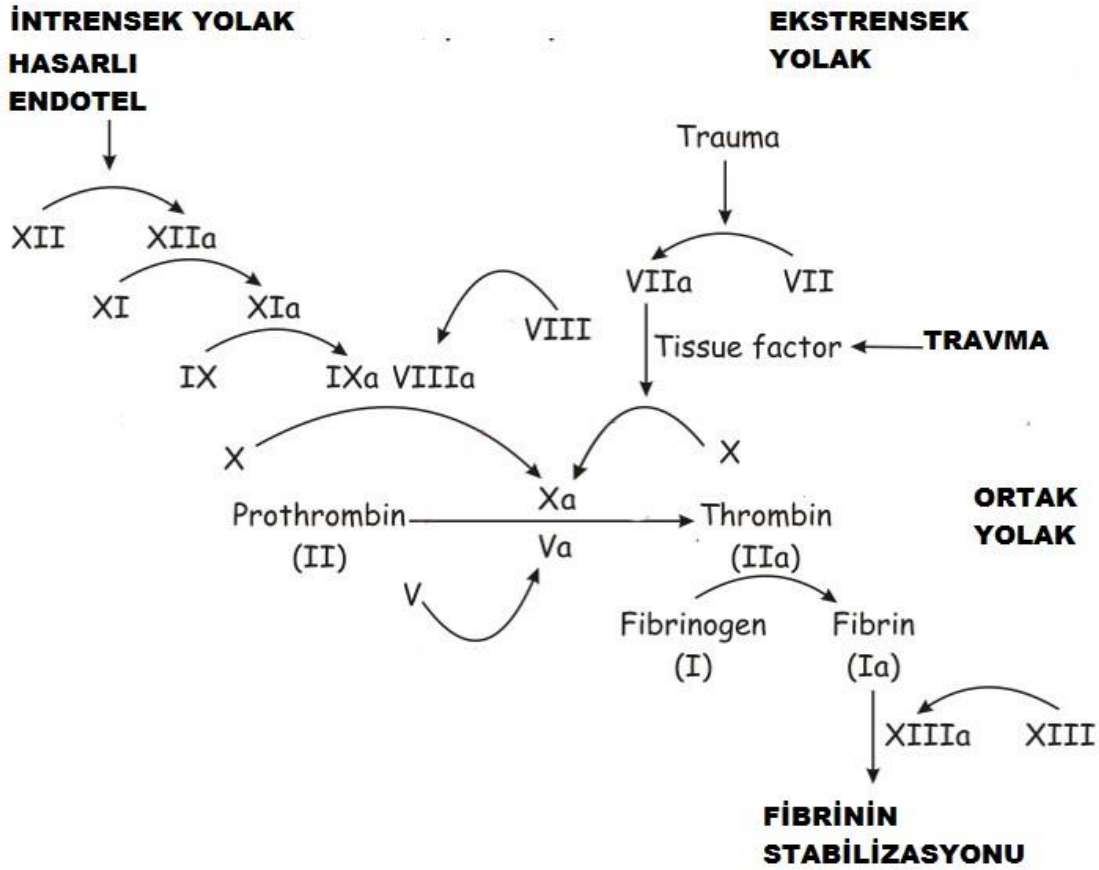 İNTRENSEK YOLAK
HASARLI
ENDOTEL
EKSTRENSEK
YOLAK
Trauma
XII
XIIa
VIIa
VII
XI
XIa
VIII
Tissue factor
TRAVMA
IX
IXa VIIIa
X
X
Xa
ORTAK
YOLAK
Prothrombin
(II)
Thrombin
(IIa)
Va
V
Fibrinogen
(I)
Fibrin
(Ia)
XIIIa
XIII
FİBRİNİN
STABİLİZASYONU